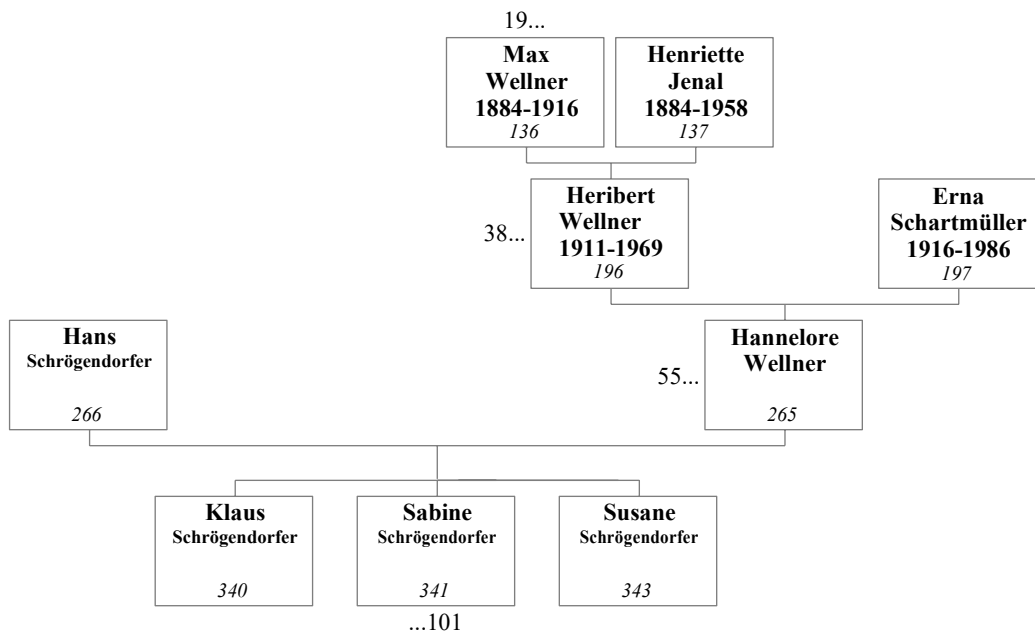 19...
Max
Wellner
1884-1916
136
Henriette
Jenal
1884-1958
137
38...
Heribert
Wellner
1911-1969
196
Erna
Schartmüller
1916-1986
197
Hans
Schrögendorfer
266
55...
Hannelore
Wellner
265
Klaus
Schrögendorfer
340
Sabine
Schrögendorfer
341
Susane
Schrögendorfer
343
...101